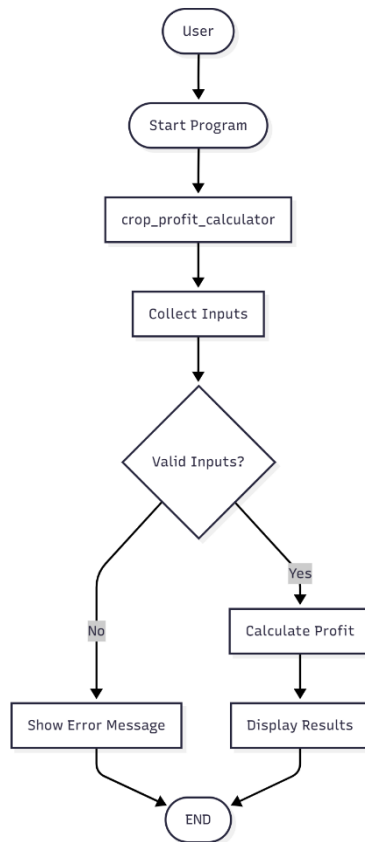 User
Start Program
crop_profit_calculator
Collect Inputs
Valid Inputs?
Yes
No
Calculate Profit
Show Error Message
Display Results
END